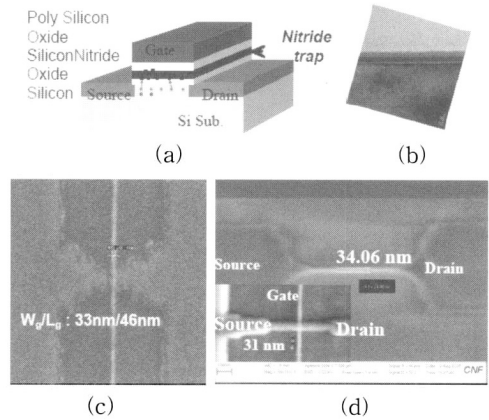 Poly Silicon
Oxide
SiliconNitride
Oxide
Silicon
Gate
Nitride
trap
Source
Drain
Si Sub.
(a)
(b)
Source
34.06 nm
Drain
Gate
Wg/Lg : 33nm/46nm
Source
Drain
31 nm
CNF
(c)
(d)